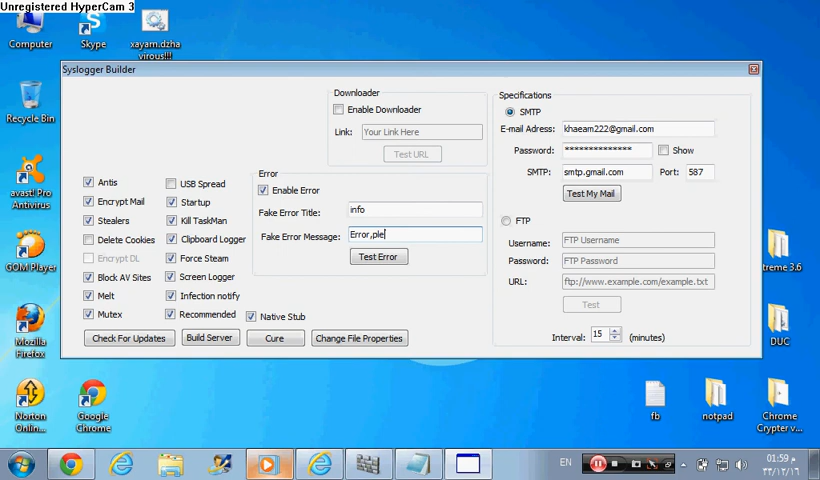 Unregistered HyperCam 3
Computer
Skype
xayam.dzha
virous!!!
Recycle Bin
avast! Pro
Antivirus
GOM Player
Mozilla
Firefox
Norton
Onlin...
Google
Chrome
Syslogger Builder
Downloader
Enable Downloader
Link:
Your Link Here
Test URL
Antis
Encrypt Mail
Stealers
Delete Cookies
Encrypt DL
Block AV Sites
Melt
Mutex
USB Spread
Startup
Kill TaskMan
Clipboard Logger
Force Steam
Screen Logger
Infection notify
Recommended
Error
Enable Error
Fake Error Title:
info
Fake Error Message:
Error,ple
Test Error
Native Stub
Check For Updates
Build Server
Cure
Change File Properties
Specifications
SMTP
E-mail Adress:
khaeam222@gmail.com
Password:
**************
Show
SMTP:
smtp.gmail.com
Port:
587
Test My Mail
FTP
Username:
FTP Username
Password:
FTP Password
URL:
ftp://www.example.com/example.txt
Test
Interval:
15
(minutes)
treme 3.6
DUC
fb
notpad
Chrome
Crypter v...
EN
01:59 م
٣٣/١٢/١٦